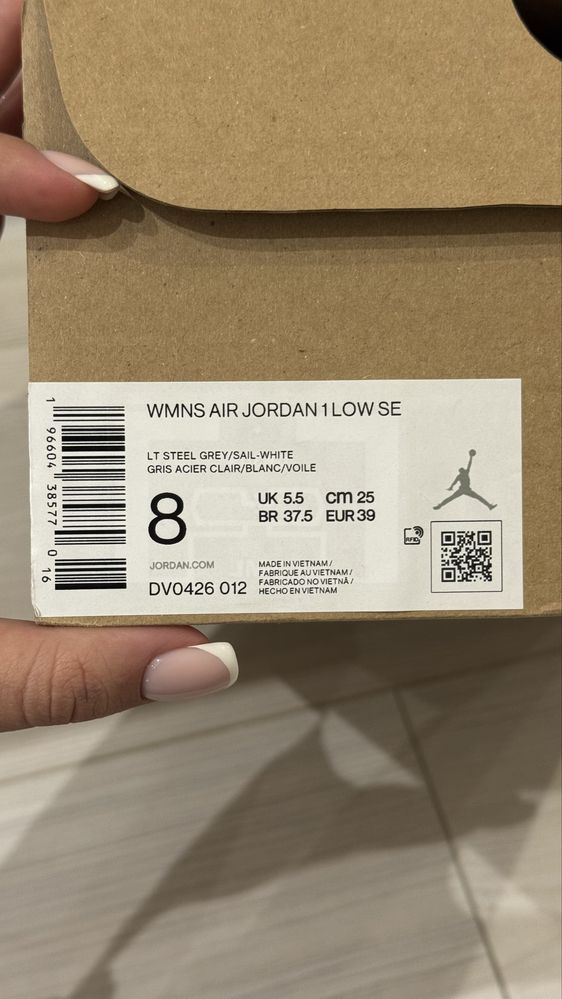 WMNS AIR JORDAN 1 LOW SE
LT STEEL GREY/SAIL-WHITE
GRIS ACIER CLAIR/BLANC/VOILE
8
UK 5.5 cm 25
BR 37.5 EUR 39
RFID
JORDAN.COM
DV0426 012
MADE IN VIETNAM /
FABRIQUE AU VIETNAM /
FABRICADO NO VIETNÃ /
HECHO EN VIETNAM
1 96604 38577 0 16